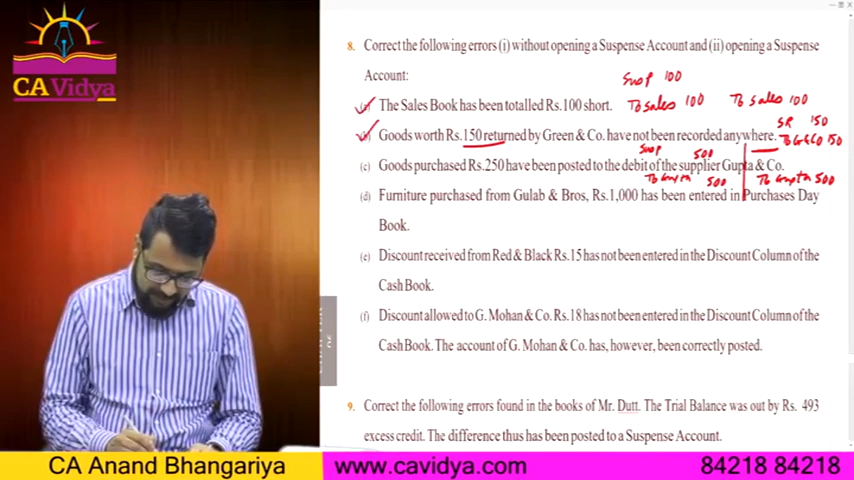 CA Vidya
8. Correct the following errors (i) without opening a Suspense Account and (ii) opening a Suspense
Account:
Susp 100
(a) The Sales Book has been totalled Rs.100 short. To Sales 100 To Sales 100
SR 150
(b) Goods worth Rs.150 returned by Green & Co. have not been recorded anywhere. To G & Co 150
Susp 500
(c) Goods purchased Rs.250 have been posted to the debit of the supplier Gupta & Co.
To Gupta 500 To Gupta 500
(d) Furniture purchased from Gulab & Bros, Rs.1,000 has been entered in Purchases Day
Book.
(e) Discount received from Red & Black Rs.15 has not been entered in the Discount Column of the
Cash Book.
(f) Discount allowed to G. Mohan & Co. Rs.18 has not been entered in the Discount Column of the
Cash Book. The account of G. Mohan & Co. has, however, been correctly posted.
9. Correct the following errors found in the books of Mr. Dutt. The Trial Balance was out by Rs. 493
excess credit. The difference thus has been posted to a Suspense Account.
CA Anand Bhangariya www.cavidya.com 84218 84218